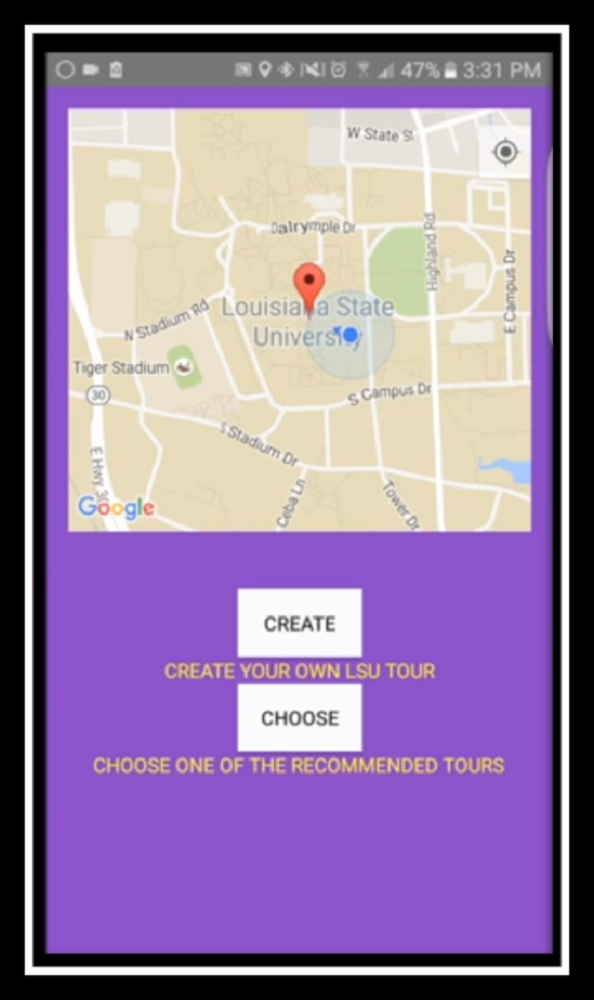 47% 3:31 PM
W State St
Dalrymple Dr
Highland Rd
E Campus Dr
Louisiana State
University
N Stadium Rd
Tiger Stadium
30
S Campus Dr
S Stadium Dr
E Hwy 30
Ceba Ln
Tower Dr
Google
CREATE
CREATE YOUR OWN LSU TOUR
CHOOSE
CHOOSE ONE OF THE RECOMMENDED TOURS